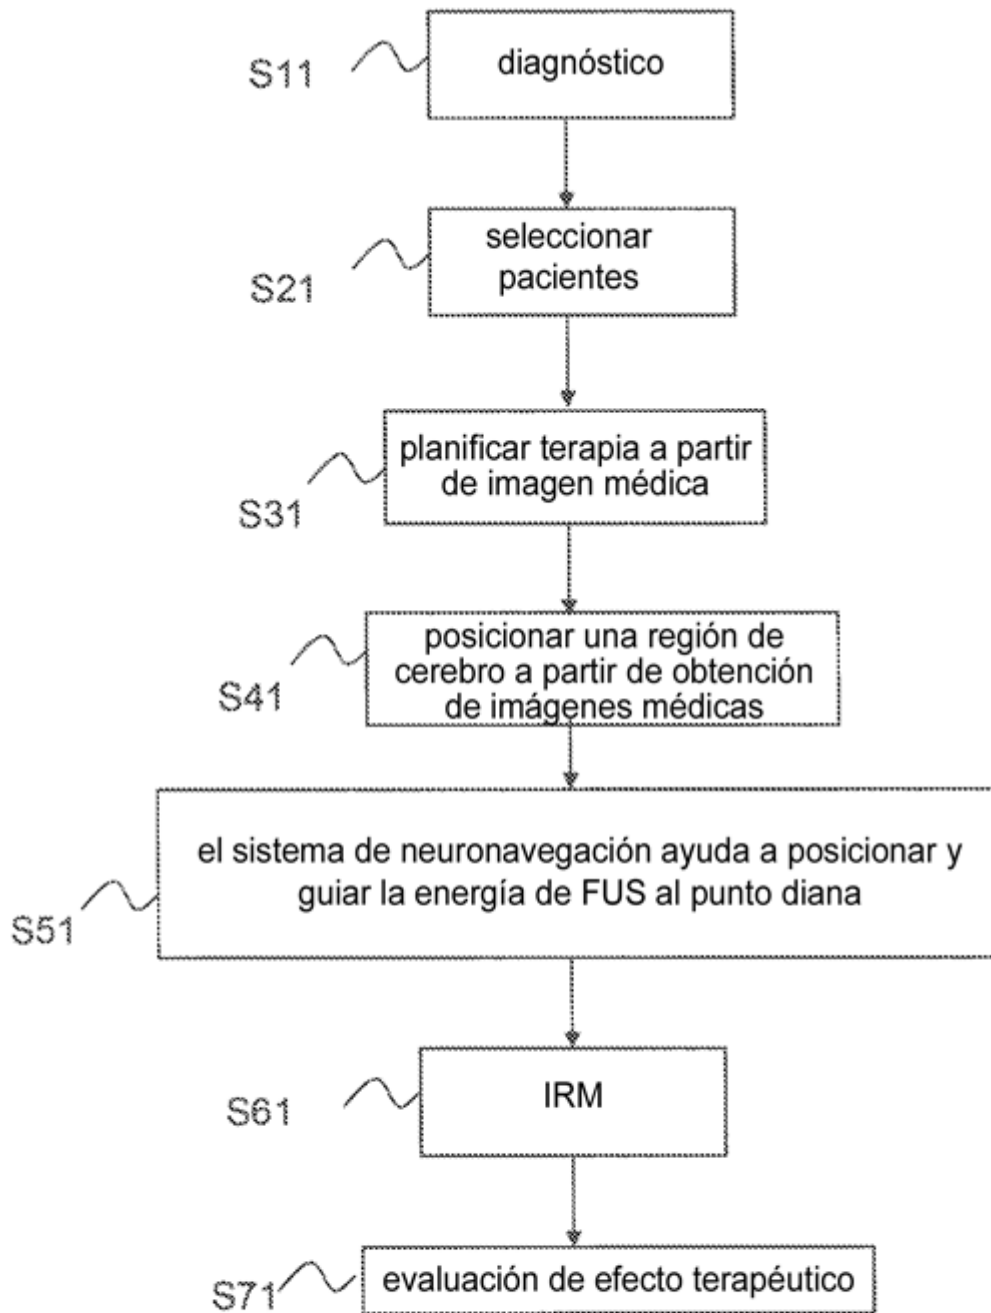 S11
diagnóstico
S21
seleccionar
pacientes
S31
planificar terapia a partir
de imagen médica
S41
posicionar una región de
cerebro a partir de obtención
de imágenes médicas
S51
el sistema de neuronavegación ayuda a posicionar y
guiar la energía de FUS al punto diana
S61
IRM
S71
evaluación de efecto terapéutico